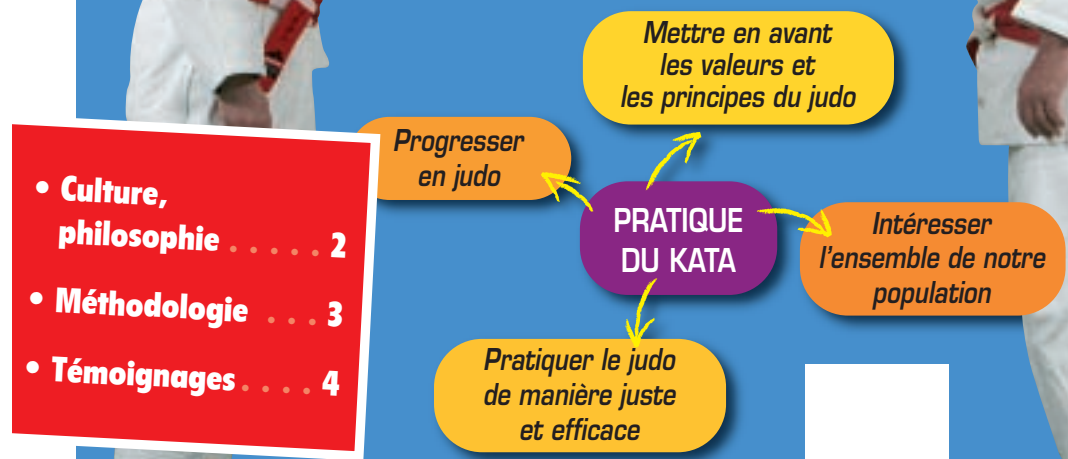 • Culture,
philosophie . . . . . 2
• Méthodologie . . . 3
• Témoignages . . . . 4
Mettre en avant
les valeurs et
les principes du judo
Progresser
en judo
PRATIQUE
DU KATA
Intéresser
l'ensemble de notre
population
Pratiquer le judo
de manière juste
et efficace